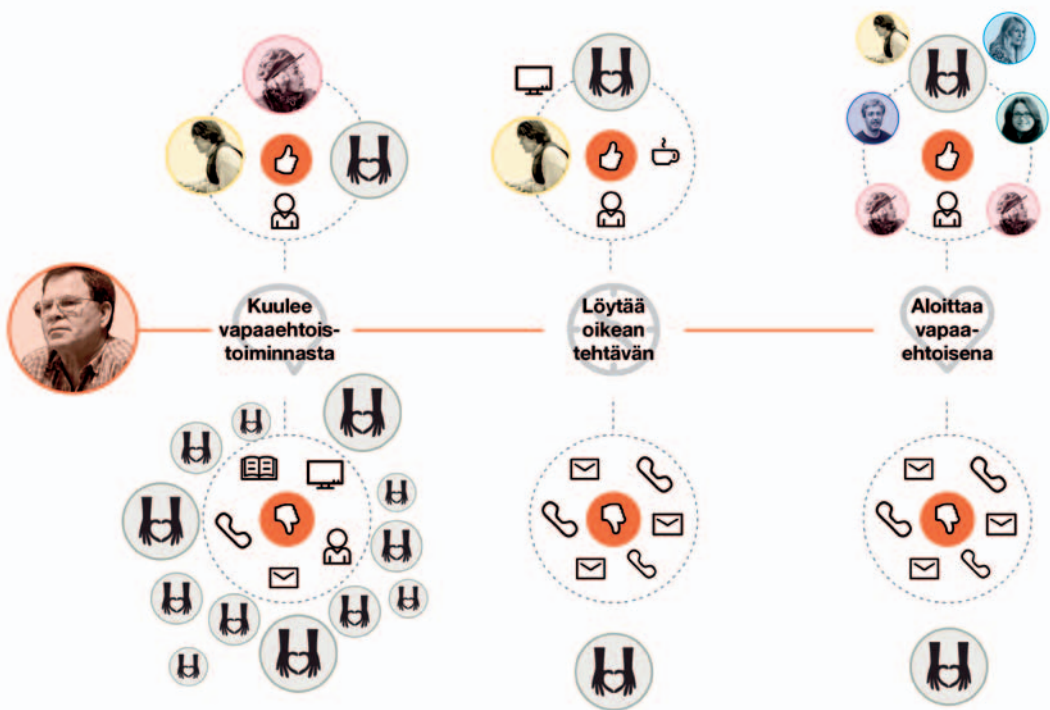 Kuulee
vapaaehtois-
toiminnasta
Löytää
oikean
tehtävän
Aloittaa
vapaa-
ehtoisena